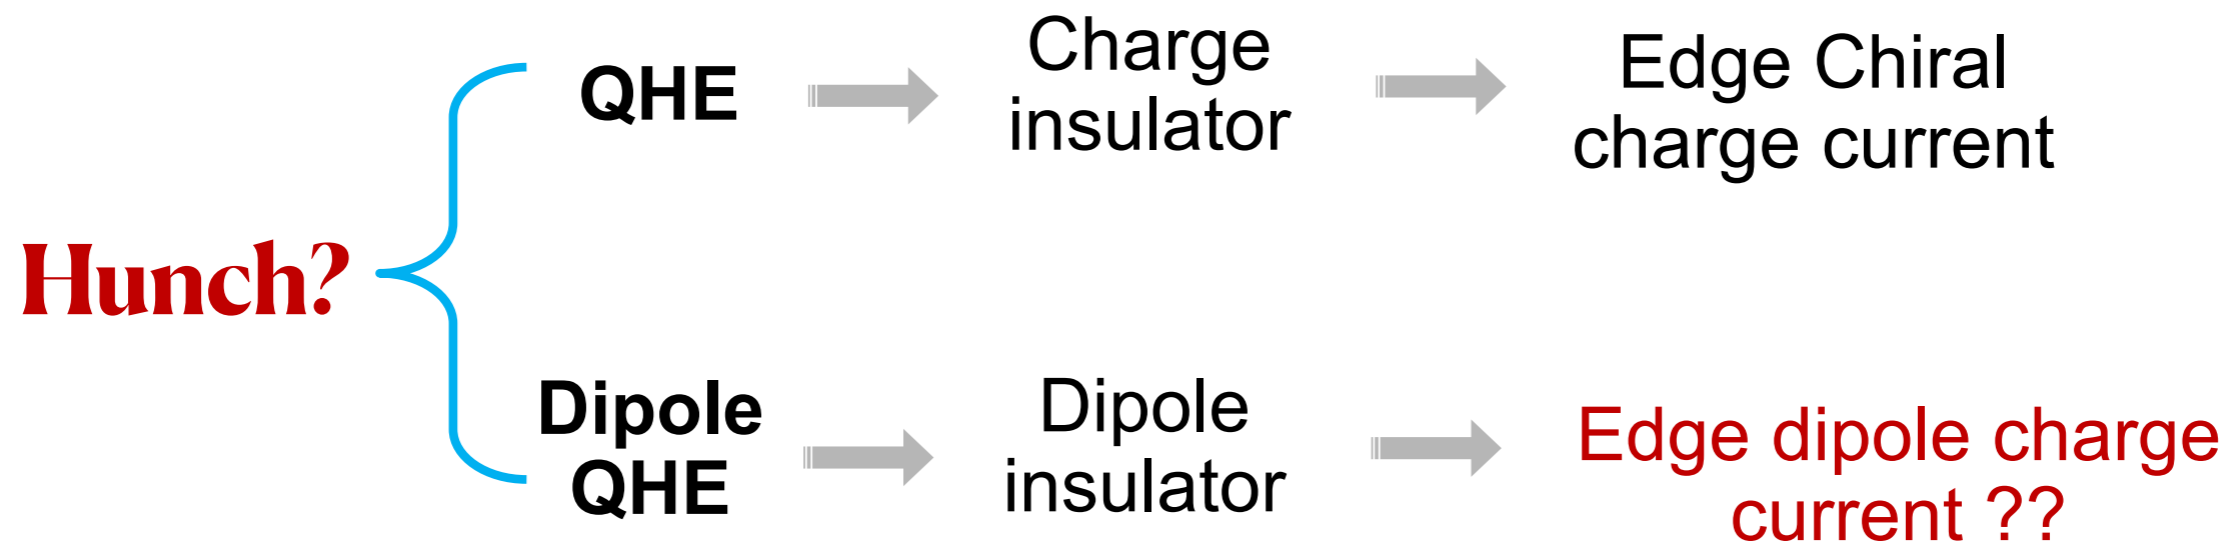 Hunch?
QHE
Charge
insulator
Edge Chiral
charge current
Dipole
QHE
Dipole
insulator
Edge dipole charge
current ??